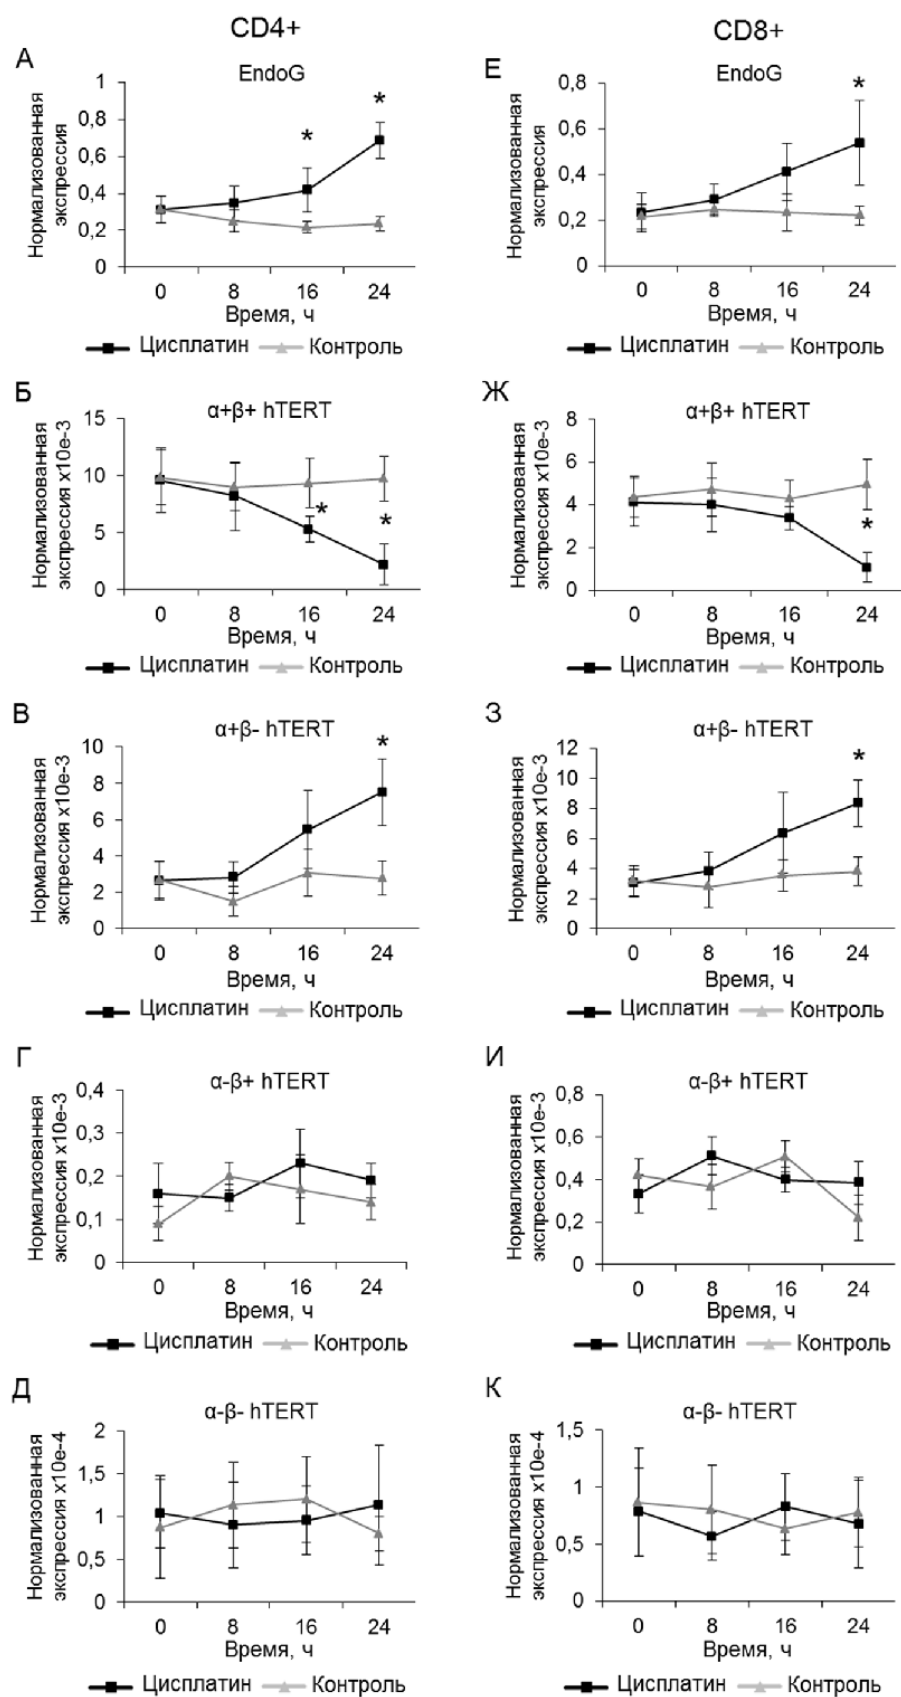 CD4+
CD8+
А
EndoG
Нормализованная
экспрессия
1
0,8
0,6
0,4
0,2
0
0 8 16 24
* *
Время, ч
Цисплатин Контроль
Е
EndoG
Нормализованная
экспрессия
0,8
0,6
0,4
0,2
0
0 8 16 24
*
Время, ч
Цисплатин Контроль
Б
α+β+ hTERT
Нормализованная
экспрессия х10е-3
15
10
5
0
0 8 16 24
* *
Время, ч
Цисплатин Контроль
Ж
α+β+ hTERT
Нормализованная
экспрессия х10е-3
8
6
4
2
0
0 8 16 24
*
Время, ч
Цисплатин Контроль
В
α+β- hTERT
Нормализованная
экспрессия х10е-3
10
8
6
4
2
0
0 8 16 24
*
Время, ч
Цисплатин Контроль
З
α+β- hTERT
Нормализованная
экспрессия х10е-3
12
10
8
6
4
2
0
0 8 16 24
*
Время, ч
Цисплатин Контроль
Г
α-β+ hTERT
Нормализованная
экспрессия х10е-3
0,4
0,3
0,2
0,1
0
0 8 16 24
Время, ч
Цисплатин Контроль
И
α-β+ hTERT
Нормализованная
экспрессия х10е-3
0,8
0,6
0,4
0,2
0
0 8 16 24
Время, ч
Цисплатин Контроль
Д
α-β- hTERT
Нормализованная
экспрессия х10е-4
2
1,5
1
0,5
0
0 8 16 24
Время, ч
Цисплатин Контроль
К
α-β- hTERT
Нормализованная
экспрессия х10е-4
1,5
1
0,5
0
0 8 16 24
Время, ч
Цисплатин Контроль